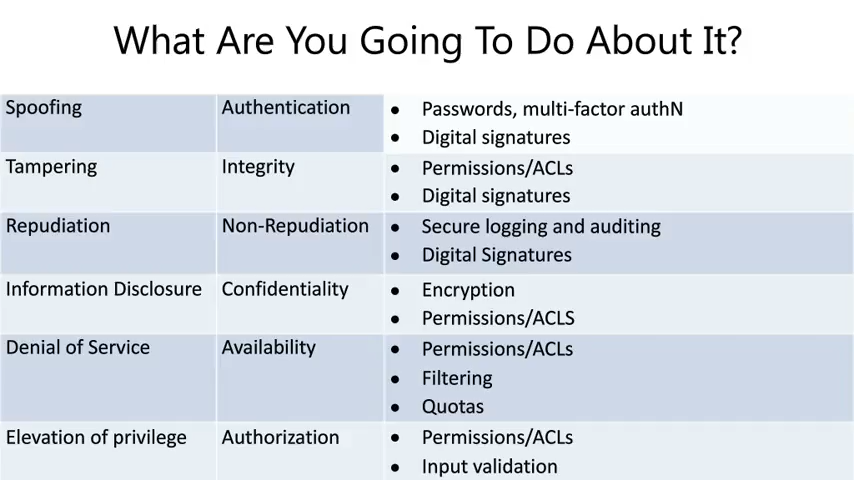 What Are You Going To Do About It?
Spoofing Authentication • Passwords, multi-factor authN
• Digital signatures
Tampering Integrity • Permissions/ACLs
• Digital signatures
Repudiation Non-Repudiation • Secure logging and auditing
• Digital Signatures
Information Disclosure Confidentiality • Encryption
• Permissions/ACLS
Denial of Service Availability • Permissions/ACLs
• Filtering
• Quotas
Elevation of privilege Authorization • Permissions/ACLs
• Input validation